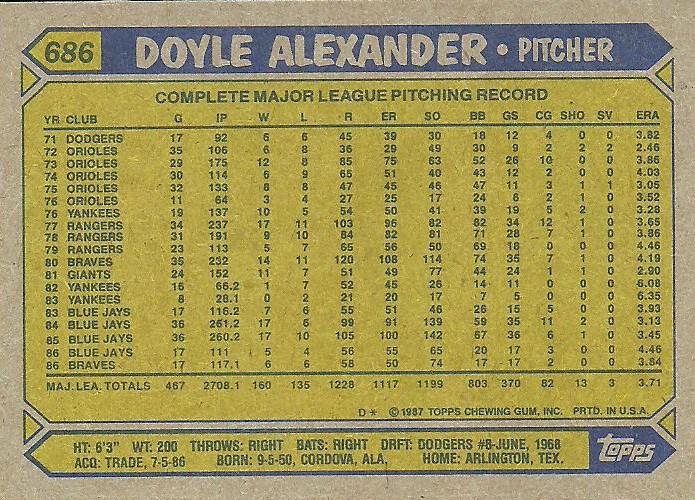 686 DOYLE ALEXANDER • PITCHER
COMPLETE MAJOR LEAGUE PITCHING RECORD
YR CLUB G IP W L R ER SO BB GS CG SHO SV ERA
71 DODGERS 17 92 6 6 45 39 30 18 12 4 0 0 3.82
72 ORIOLES 35 106 6 8 36 29 49 30 9 2 2 2 2.46
73 ORIOLES 29 175 12 8 85 75 63 52 26 10 0 0 3.86
74 ORIOLES 30 114 6 9 65 51 40 43 12 2 0 0 4.03
75 ORIOLES 32 133 8 8 47 45 46 47 11 3 1 1 3.05
76 ORIOLES 11 64 3 4 27 25 17 24 6 2 0 0 3.52
76 YANKEES 19 137 10 5 54 50 41 39 19 5 2 0 3.28
77 RANGERS 34 237 17 11 103 96 82 82 34 12 0 0 3.65
78 RANGERS 31 191 9 10 84 82 81 71 28 7 1 0 3.86
79 RANGERS 23 113 5 7 65 56 50 69 18 0 0 0 4.46
80 BRAVES 35 232 14 11 120 108 114 74 35 7 1 0 4.19
81 GIANTS 24 152 11 7 51 49 77 44 24 1 1 0 2.90
82 YANKEES 16 66.2 1 7 52 45 26 14 11 0 0 0 6.08
83 YANKEES 8 28.1 0 2 21 20 17 7 5 0 0 0 6.35
83 BLUE JAYS 17 116.2 7 6 55 51 46 26 15 5 0 0 3.93
84 BLUE JAYS 36 261.2 17 6 99 91 139 59 35 11 2 0 3.13
85 BLUE JAYS 36 260.2 17 10 105 100 142 67 36 6 1 0 3.45
86 BLUE JAYS 17 111 5 4 56 55 65 20 17 3 0 0 4.46
86 BRAVES 17 117.1 6 6 58 50 74 17 17 2 0 0 3.84
MAJ. LEA. TOTALS 467 2708.1 160 135 1228 1117 1199 803 370 82 13 3 3.71
D* © 1987 TOPPS CHEWING GUM, INC. PRTD. IN U.S.A.
HT: 6'3" WT: 200 THROWS: RIGHT BATS: RIGHT DRFT: DODGERS #8-JUNE, 1968
ACQ: TRADE, 7-5-86 BORN: 9-5-50, CORDOVA, ALA, HOME: ARLINGTON, TEX.
topps